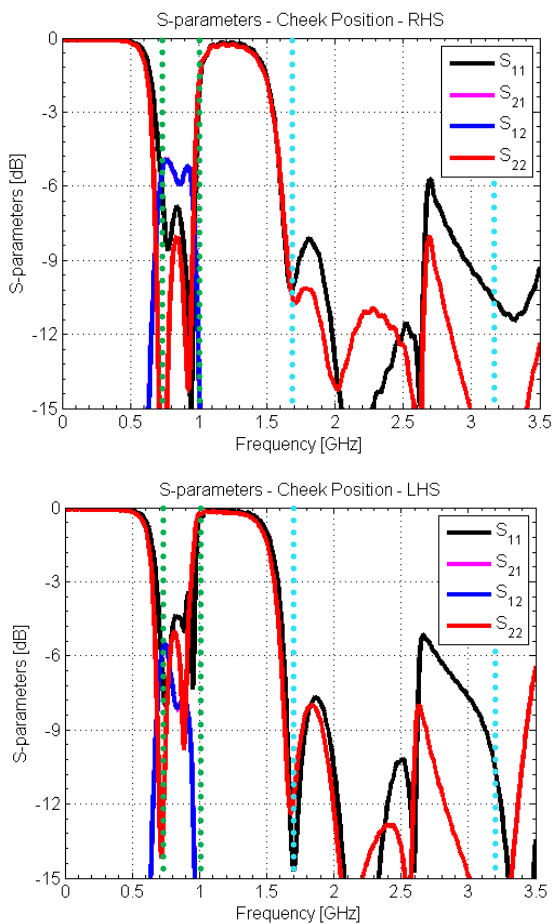 S-parameters - Cheek Position - RHS
S-parameters [dB]
0
-3
-6
-9
-12
-15
S₁₁
S₂₁
S₁₂
S₂₂
0 0.5 1 1.5 2 2.5 3 3.5
Frequency [GHz]
S-parameters - Cheek Position - LHS
S-parameters [dB]
0
-3
-6
-9
-12
-15
S₁₁
S₂₁
S₁₂
S₂₂
0 0.5 1 1.5 2 2.5 3 3.5
Frequency [GHz]